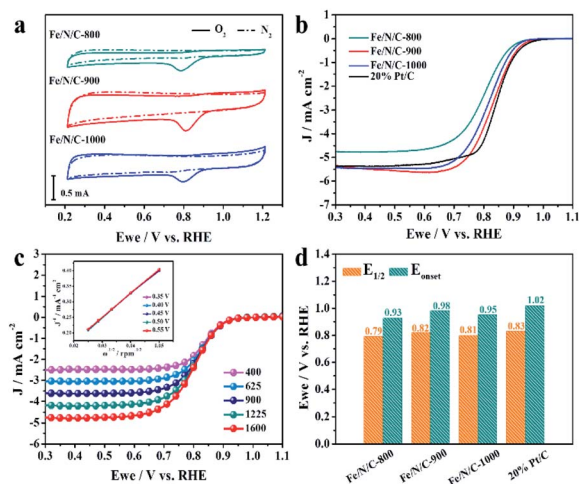 a
O2 N2
Fe/N/C-800
Fe/N/C-900
Fe/N/C-1000
0.5 mA
0.2 0.4 0.6 0.8 1.0 1.2
Ewe / V vs. RHE
b
Fe/N/C-800
Fe/N/C-900
Fe/N/C-1000
20% Pt/C
J / mA cm-2
0
-1
-2
-3
-4
-5
-6
0.3 0.4 0.5 0.6 0.7 0.8 0.9 1.0 1.1
Ewe / V vs. RHE
c
J / mA cm-2
3
2
1
0
-1
-2
-3
-4
-5
-6
0.35 V
0.40 V
0.45 V
0.50 V
0.55 V
400
625
900
1225
1600
0.3 0.4 0.5 0.6 0.7 0.8 0.9 1.0 1.1
Ewe / V vs. RHE
d
E1/2 Eonset
Ewe / V vs. RHE
1.4
1.2
1.0
0.8
0.6
0.4
0.2
0.0
0.79 0.93 0.82 0.98 0.81 0.95 0.83 1.02
Fe/N/C-800 Fe/N/C-900 Fe/N/C-1000 20% Pt/C